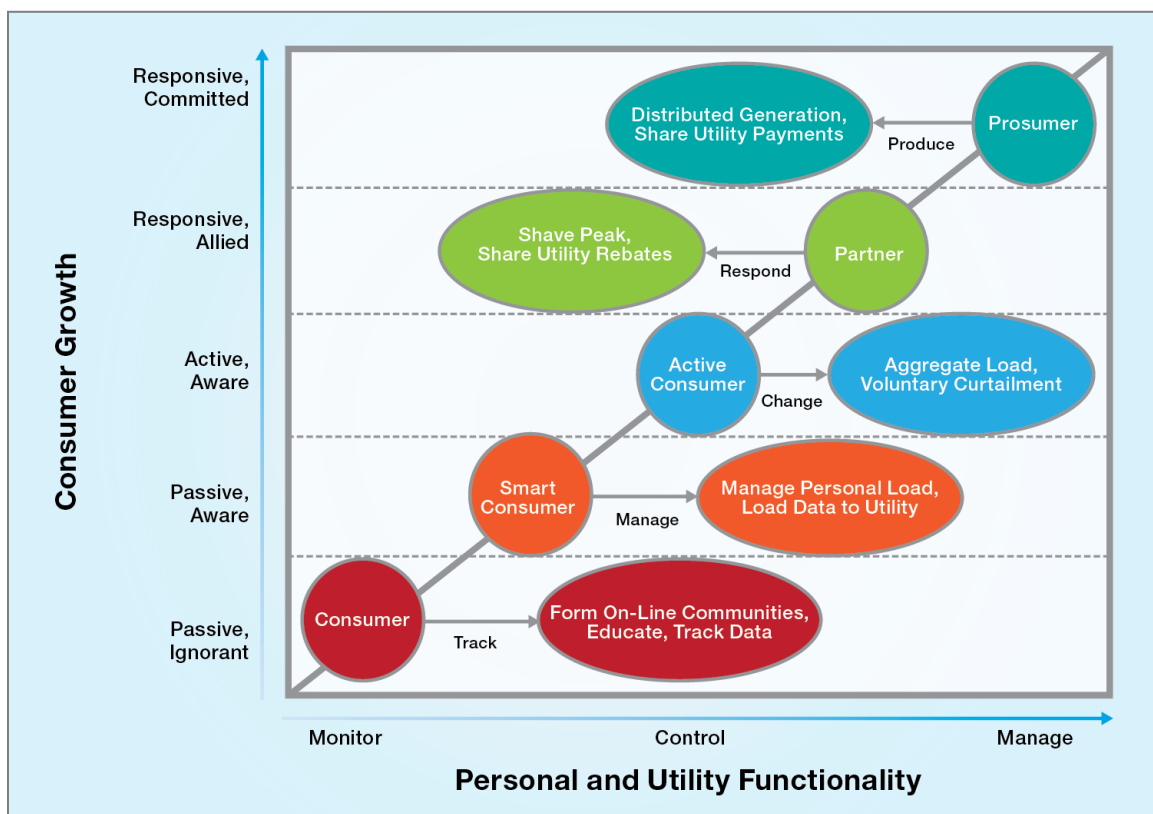 Responsive,
Committed
Distributed Generation,
Share Utility Payments
Produce
Prosumer
Responsive,
Allied
Shave Peak,
Share Utility Rebates
Respond
Partner
Active,
Aware
Active
Consumer
Change
Aggregate Load,
Voluntary Curtailment
Passive,
Aware
Smart
Consumer
Manage
Manage Personal Load,
Load Data to Utility
Passive,
Ignorant
Consumer
Track
Form On-Line Communities,
Educate, Track Data
Consumer Growth
Monitor
Control
Manage
Personal and Utility Functionality